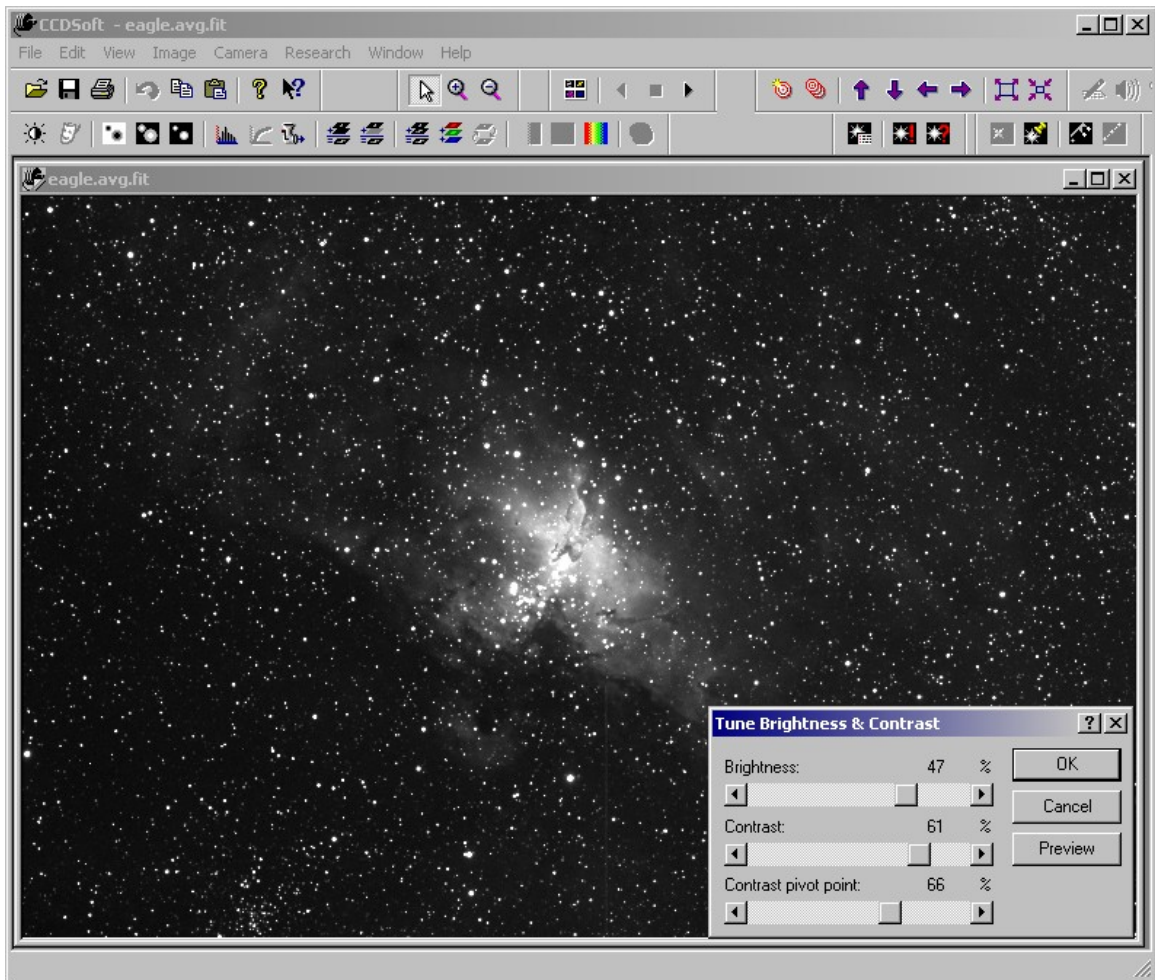 CCDSoft - eagle.avg.fit
File Edit View Image Camera Research Window Help
eagle.avg.fit
Tune Brightness & Contrast
Brightness: 47 %
OK
Cancel
Contrast: 61 %
Preview
Contrast pivot point: 66 %